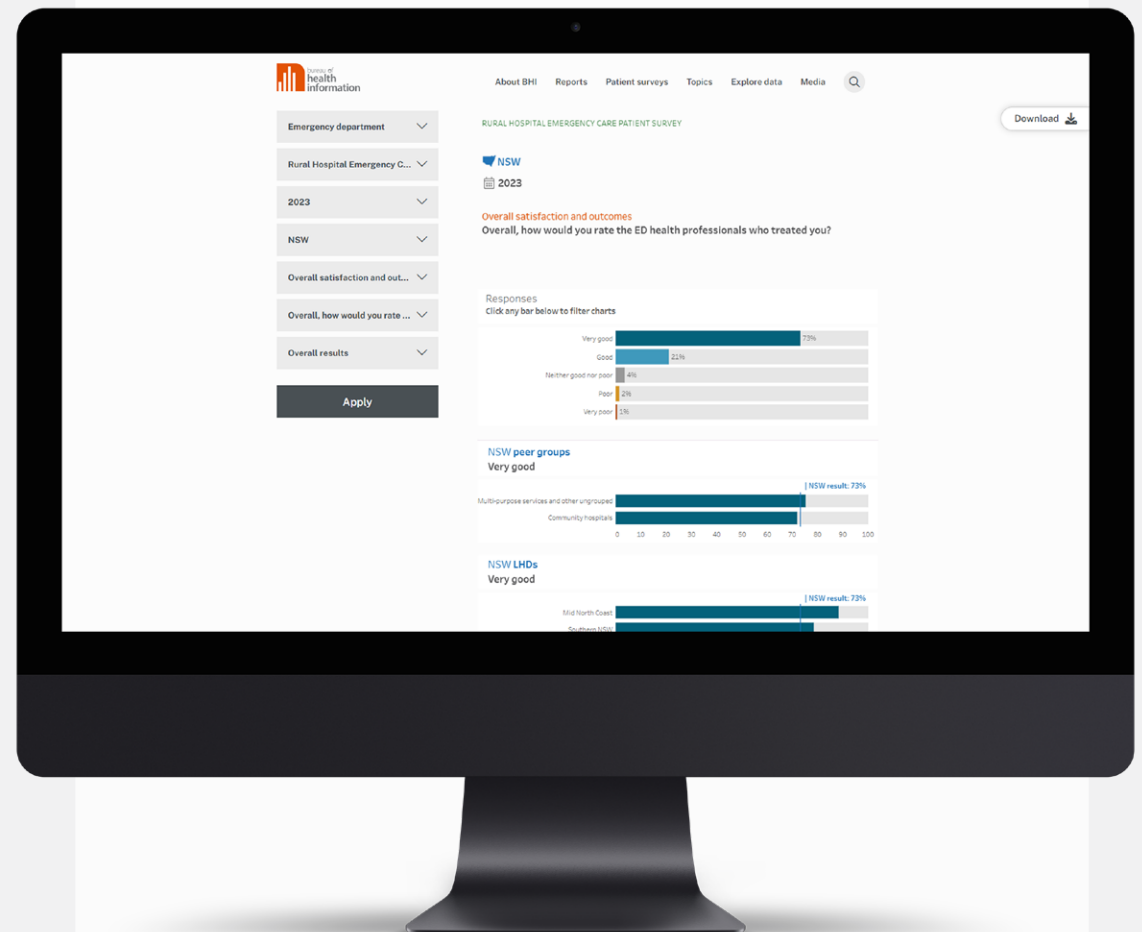 bureau of
health
information
About BHI Reports Patient surveys Topics Explore data Media
Download
Emergency department
Rural Hospital Emergency C...
2023
NSW
Overall satisfaction and out...
Overall, how would you rate ...
Overall results
Apply
RURAL HOSPITAL EMERGENCY CARE PATIENT SURVEY
NSW
2023
Overall satisfaction and outcomes
Overall, how would you rate the ED health professionals who treated you?
Responses
Click any bar below to filter charts
Very good 73%
Good 21%
Neither good nor poor 4%
Poor 2%
Very poor 1%
NSW peer groups
Very good
| NSW result: 73%
Multi-purpose services and other ungrouped
Community hospitals
0 10 20 30 40 50 60 70 80 90 100
NSW LHDs
Very good
| NSW result: 73%
Mid North Coast
Southern NSW